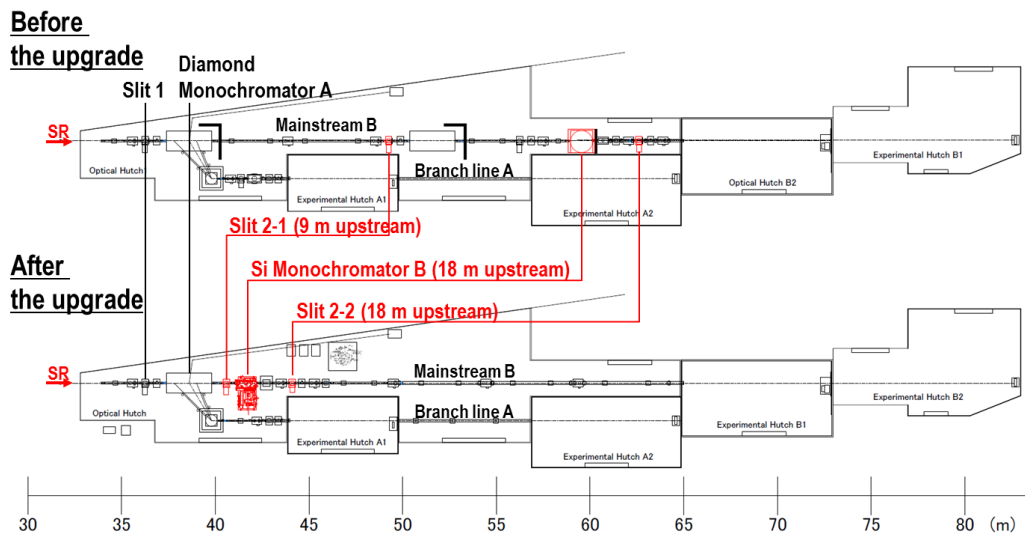 Before
the upgrade
Diamond
Slit 1
Monochromator A
SR
Mainstream B
Optical Hutch
Branch line A
Experimental Hutch A1
Experimental Hutch A2
Optical Hutch B2
Experimental Hutch B1
Slit 2-1 (9 m upstream)
After
the upgrade
Si Monochromator B (18 m upstream)
Slit 2-2 (18 m upstream)
SR
Mainstream B
Optical Hutch
Branch line A
Experimental Hutch A1
Experimental Hutch A2
Experimental Hutch B1
Experimental Hutch B2
30 35 40 45 50 55 60 65 70 75 80 (m)